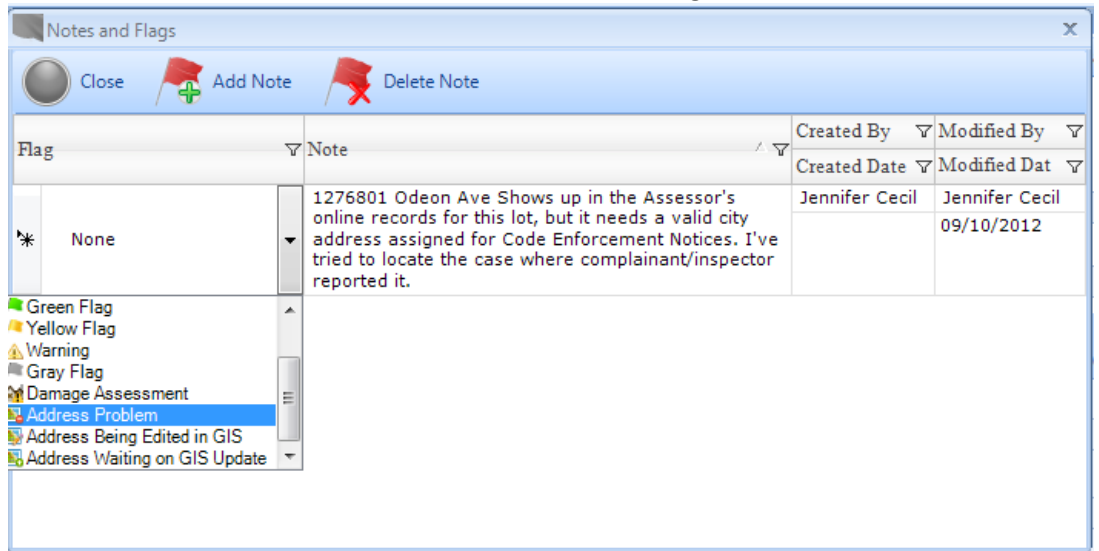 Notes and Flags
x
Close Add Note Delete Note
Flag Note Created By Modified By
Created Date Modified Dat
None
1276801 Odeon Ave Shows up in the Assessor's
online records for this lot, but it needs a valid city
address assigned for Code Enforcement Notices. I've
tried to locate the case where complainant/inspector
reported it.
Jennifer Cecil Jennifer Cecil
09/10/2012
Green Flag
Yellow Flag
Warning
Gray Flag
Damage Assessment
Address Problem
Address Being Edited in GIS
Address Waiting on GIS Update